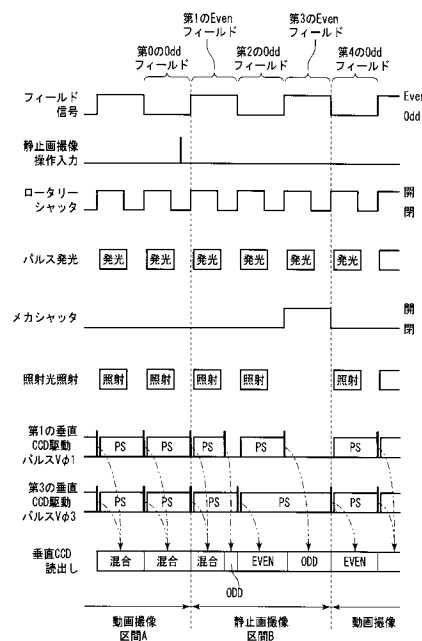 第1のEven
フィールド
第3のEven
フィールド
第0のOdd
フィールド
第2のOdd
フィールド
第4のOdd
フィールド
フィールド
信号
Even
Odd
静止画撮像
操作入力
ロータリー
シャッタ
開
閉
パルス発光
発光 発光 発光 発光 発光 発光
メカシャッタ
開
閉
照射光照射
照射 照射 照射 照射 照射
第1の垂直
CCD駆動
パルスVφ1
PS PS PS PS PS
第3の垂直
CCD駆動
パルスVφ3
PS PS PS PS PS
垂直CCD
読出し
混合 混合 混合 EVEN ODD EVEN
ODD
動画撮像
区間A
静止画撮像
区間B
動画撮像